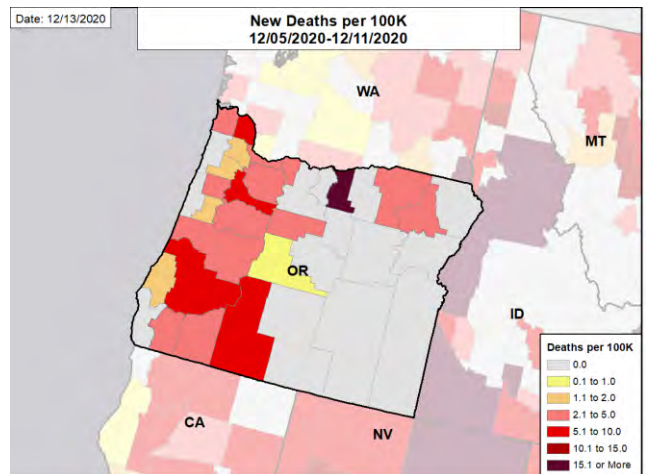 Date: 12/13/2020
New Deaths per 100K
12/05/2020-12/11/2020
WA
MT
OR
ID
CA
NV
Deaths per 100K
0.0
0.1 to 1.0
1.1 to 2.0
2.1 to 5.0
5.1 to 10.0
10.1 to 15.0
15.1 or More